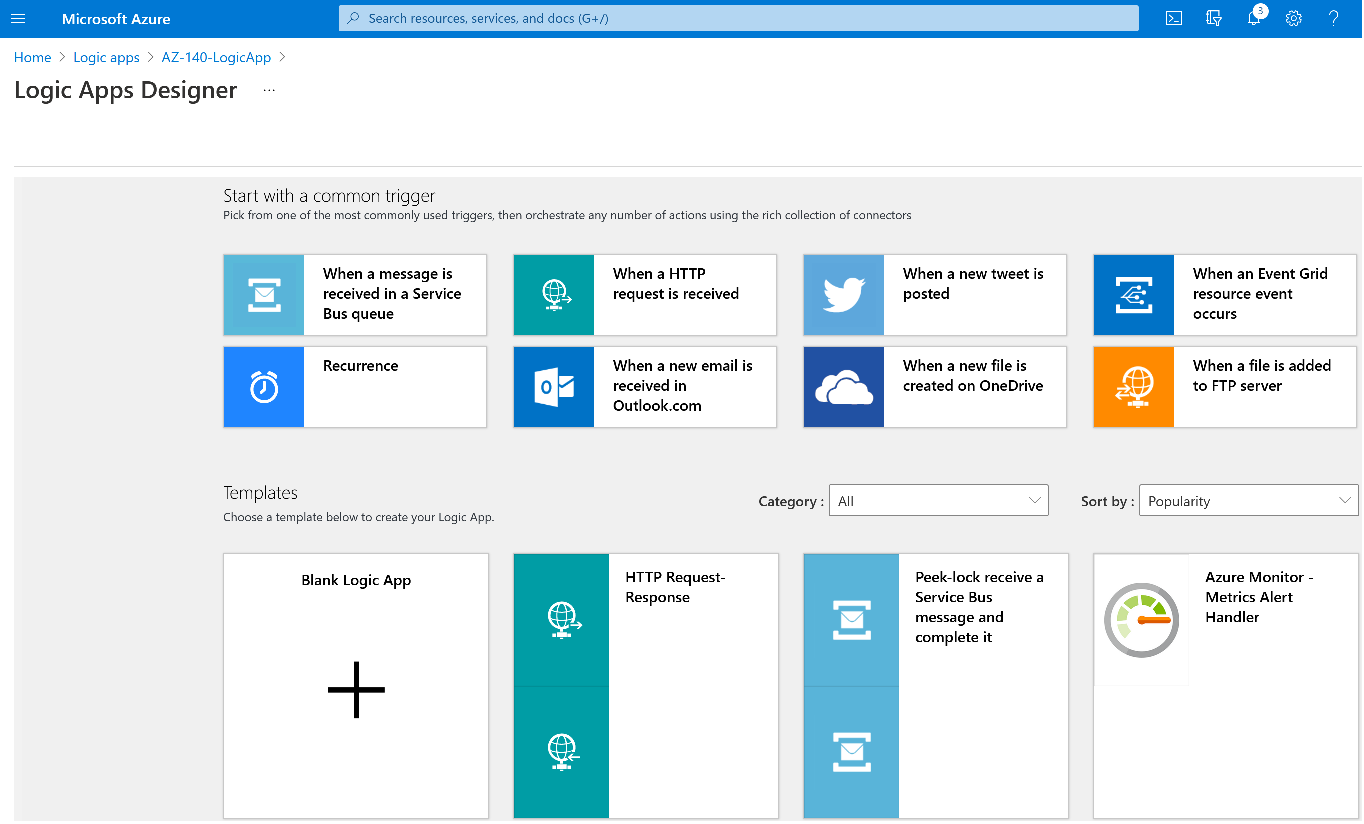 Microsoft Azure
Search resources, services, and docs (G+/)
3
Home > Logic apps > AZ-140-LogicApp >
Logic Apps Designer ...
Start with a common trigger
Pick from one of the most commonly used triggers, then orchestrate any number of actions using the rich collection of connectors
When a message is
received in a Service
Bus queue
When a HTTP
request is received
When a new tweet is
posted
When an Event Grid
resource event
occurs
Recurrence
When a new email is
received in
Outlook.com
When a new file is
created on OneDrive
When a file is added
to FTP server
Templates
Choose a template below to create your Logic App.
Category : All
Sort by : Popularity
Blank Logic App
HTTP Request-
Response
Peek-lock receive a
Service Bus
message and
complete it
Azure Monitor -
Metrics Alert
Handler